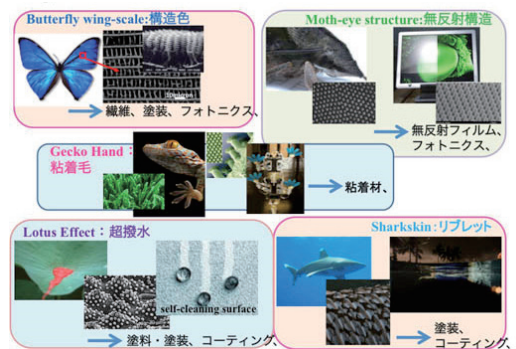 Butterfly wing-scale:構造色
繊維、塗装、フォトニクス、
Moth-eye structure:無反射構造
無反射フィルム、
フォトニクス、
Gecko Hand:
粘着毛
粘着材、
Lotus Effect：超撥水
self-cleaning surface
塗料・塗装、コーティング、
Sharkskin：リブレット
塗装、
コーティング、